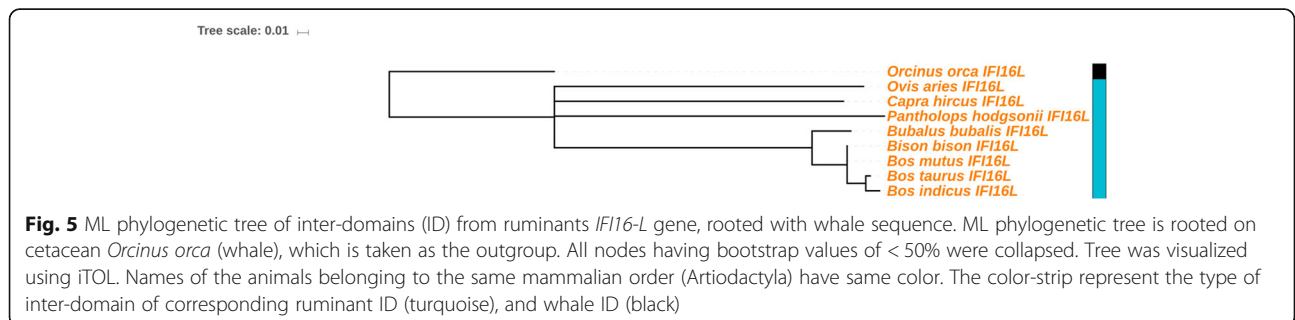 Tree scale: 0.01
Orcinus orca IFI16L
Ovis aries IFI16L
Capra hircus IFI16L
Pantholops hodgsonii IFI16L
Bubalus bubalis IFI16L
Bison bison IFI16L
Bos mutus IFI16L
Bos taurus IFI16L
Bos indicus IFI16L
Fig. 5 ML phylogenetic tree of inter-domains (ID) from ruminants IFI16-L gene, rooted with whale sequence. ML phylogenetic tree is rooted on
cetacean Orcinus orca (whale), which is taken as the outgroup. All nodes having bootstrap values of < 50% were collapsed. Tree was visualized
using iTOL. Names of the animals belonging to the same mammalian order (Artiodactyla) have same color. The color-strip represent the type of
inter-domain of corresponding ruminant ID (turquoise), and whale ID (black)